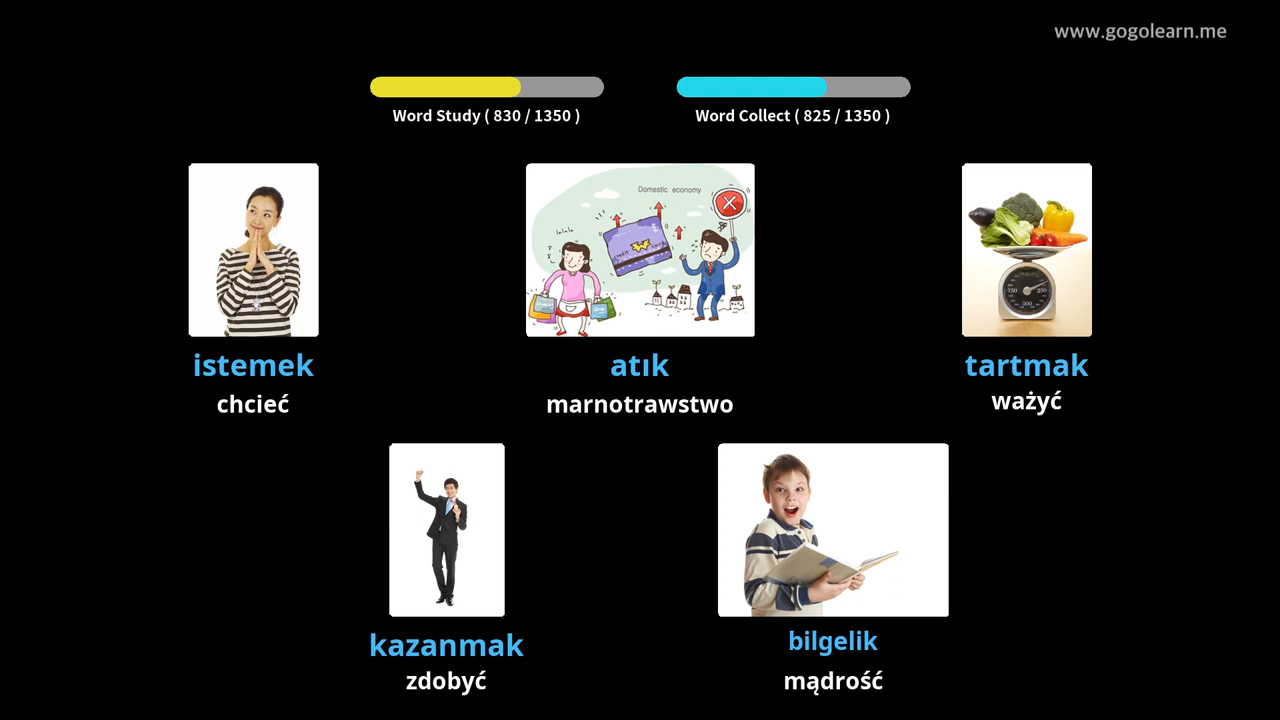 www.gogolearn.me
Word Study ( 830 / 1350 )
Word Collect ( 825 / 1350 )
Domestic economy
lalala
istemek
chcieć
atık
marnotrawstwo
tartmak
ważyć
kazanmak
zdobyć
bilgelik
mądrość